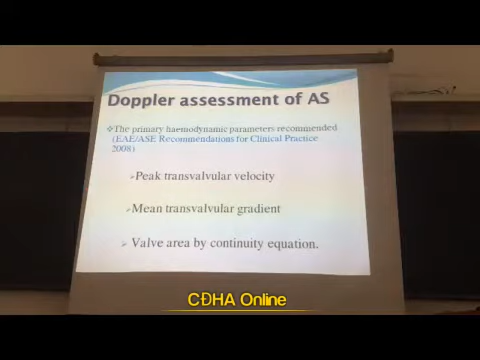 Doppler assessment of AS
❖The primary haemodynamic parameters recommended
(EAE/ASE Recommendations for Clinical Practice
2008)
➢Peak transvalvular velocity
➢Mean transvalvular gradient
➢ Valve area by continuity equation.
CĐHA Online